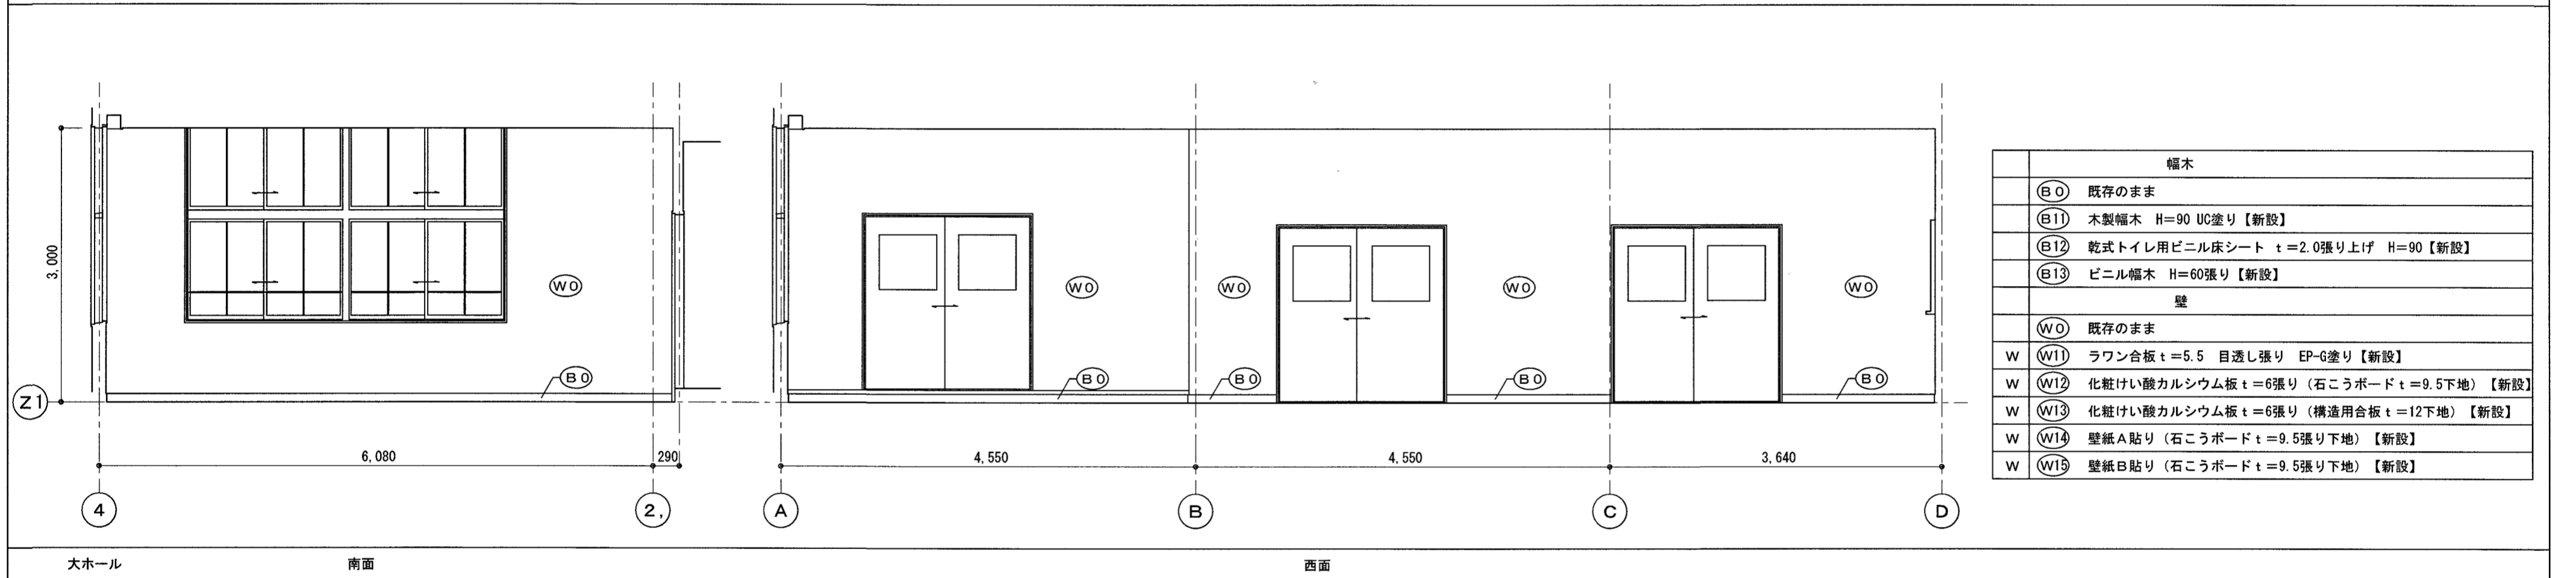 3,000
W0
B0
Z1
6,080
290
4
2,
W0
W0
W0
W0
B0
B0
B0
B0
4,550
4,550
3,640
A
B
C
D
幅木
B0 既存のまま
B11 木製幅木 H=90 UC塗り【新設】
B12 乾式トイレ用ビニル床シート t=2.0張り上げ H=90【新設】
B13 ビニル幅木 H=60張り【新設】
壁
W0 既存のまま
W W11 ラワン合板t=5.5 目透し張り EP-G塗り【新設】
W W12 化粧けい酸カルシウム板t=6張り(石こうボードt=9.5下地)【新設】
W W13 化粧けい酸カルシウム板t=6張り(構造用合板t=12下地)【新設】
W W14 壁紙A貼り(石こうボードt=9.5張り下地)【新設】
W W15 壁紙B貼り(石こうボードt=9.5張り下地)【新設】
大ホール 南面 西面